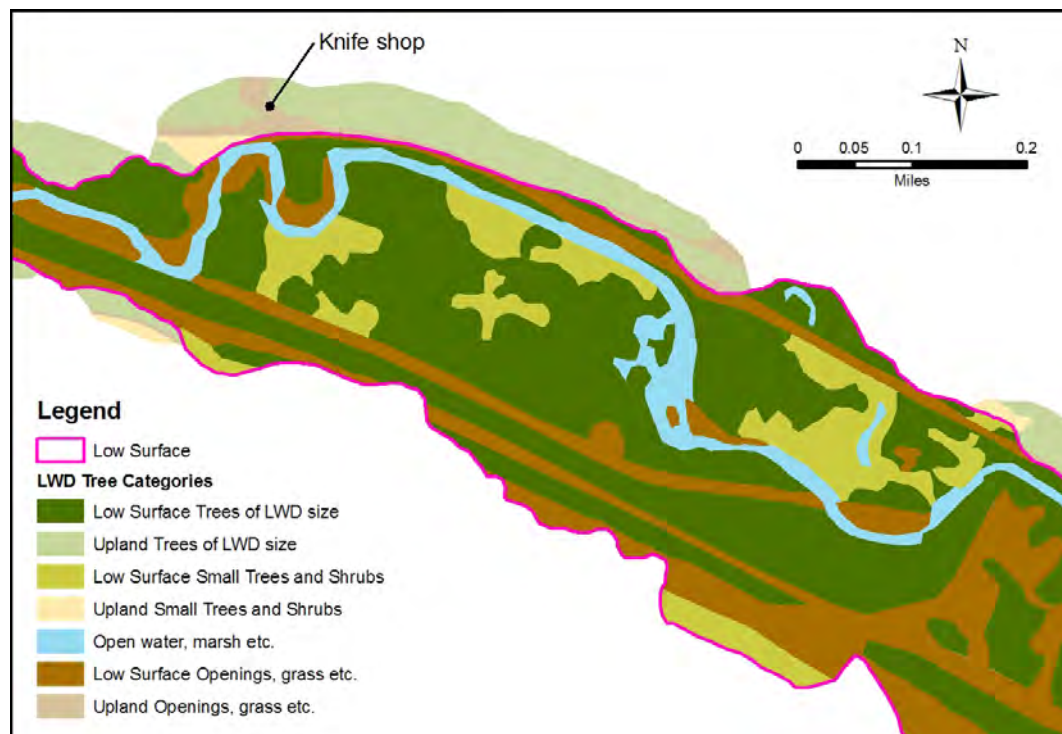 Knife shop
N
0 0.05 0.1 0.2
Miles
Legend
Low Surface
LWD Tree Categories
Low Surface Trees of LWD size
Upland Trees of LWD size
Low Surface Small Trees and Shrubs
Upland Small Trees and Shrubs
Open water, marsh etc.
Low Surface Openings, grass etc.
Upland Openings, grass etc.